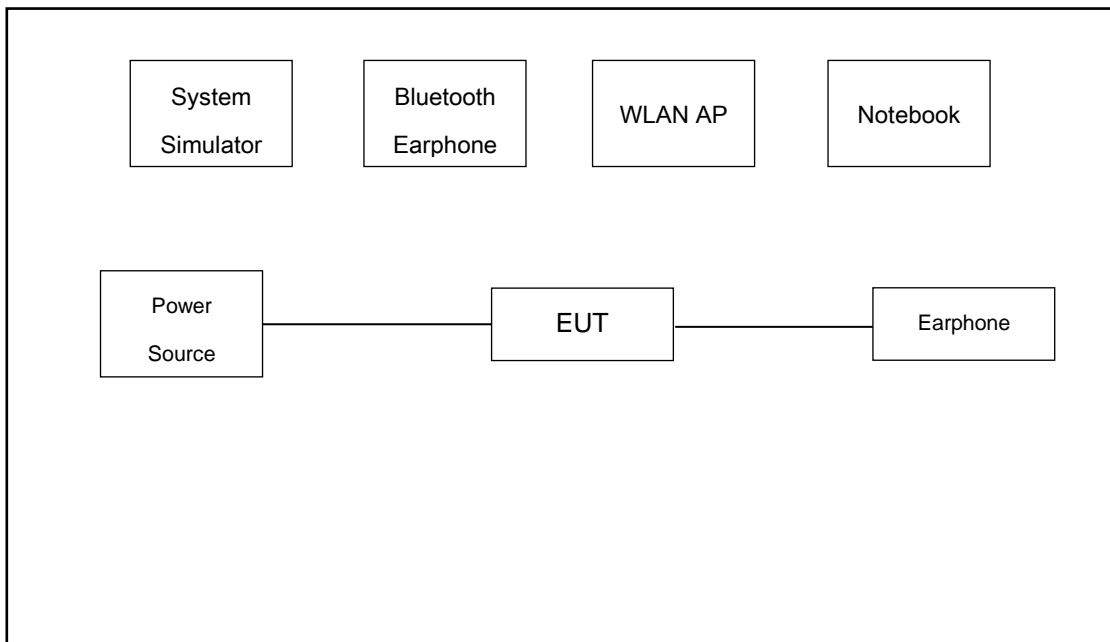 System
Simulator
Bluetooth
Earphone
WLAN AP
Notebook
Power
Source
EUT
Earphone